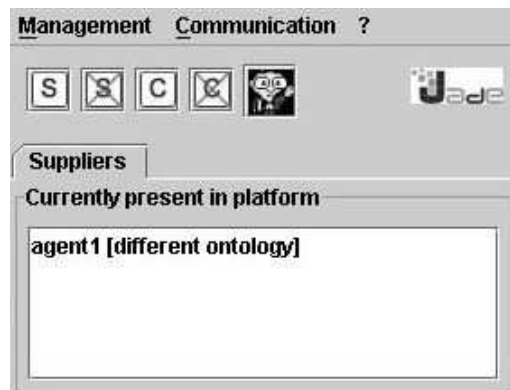 Management Communication ?
S S C C Jade
Suppliers
Currently present in platform
agent1 [different ontology]